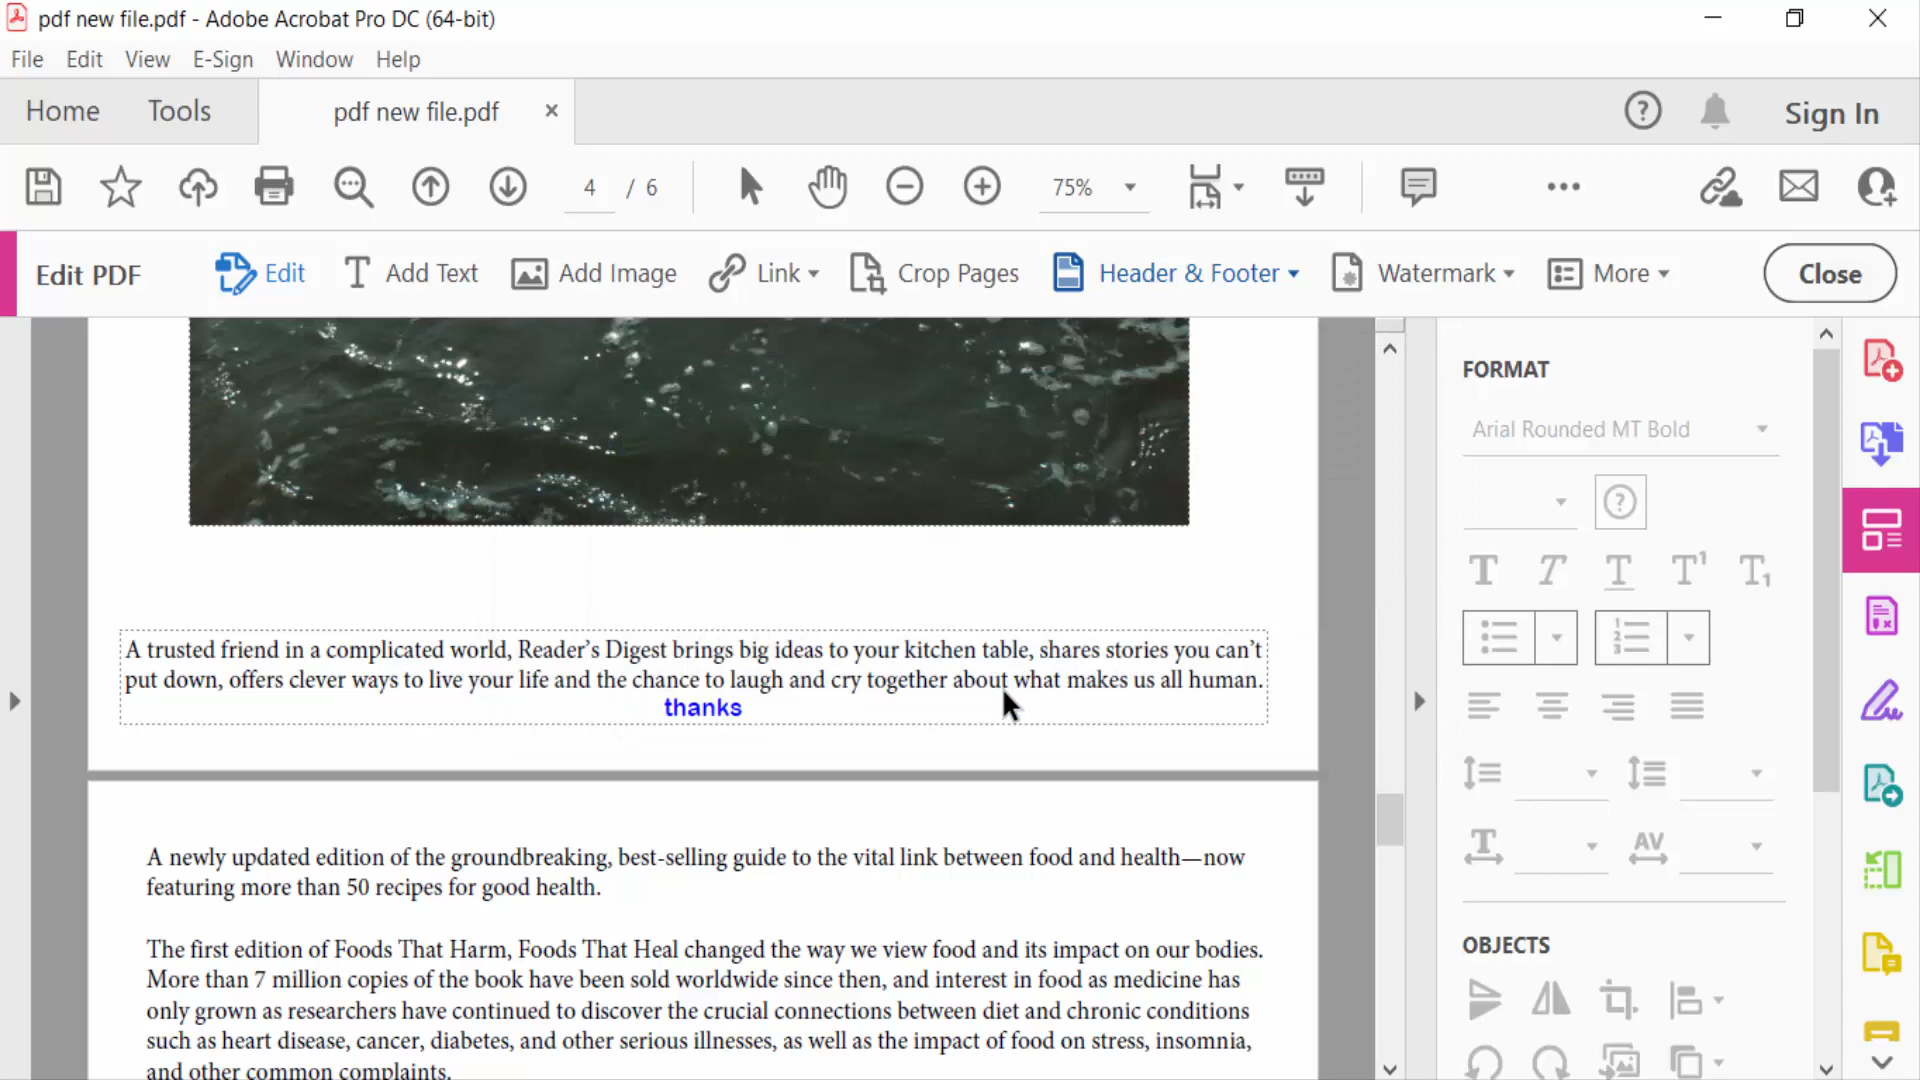 pdf new file.pdf - Adobe Acrobat Pro DC (64-bit)
File Edit View E-Sign Window Help
Home Tools pdf new file.pdf × Sign In
4 / 6 75%
Edit PDF Edit Add Text Add Image Link Crop Pages Header & Footer Watermark More Close
FORMAT
Arial Rounded MT Bold
A trusted friend in a complicated world, Reader’s Digest brings big ideas to your kitchen table, shares stories you can’t
put down, offers clever ways to live your life and the chance to laugh and cry together about what makes us all human.
thanks
A newly updated edition of the groundbreaking, best-selling guide to the vital link between food and health—now
featuring more than 50 recipes for good health.
The first edition of Foods That Harm, Foods That Heal changed the way we view food and its impact on our bodies.
More than 7 million copies of the book have been sold worldwide since then, and interest in food as medicine has
only grown as researchers have continued to discover the crucial connections between diet and chronic conditions
such as heart disease, cancer, diabetes, and other serious illnesses, as well as the impact of food on stress, insomnia,
and other common complaints.
OBJECTS